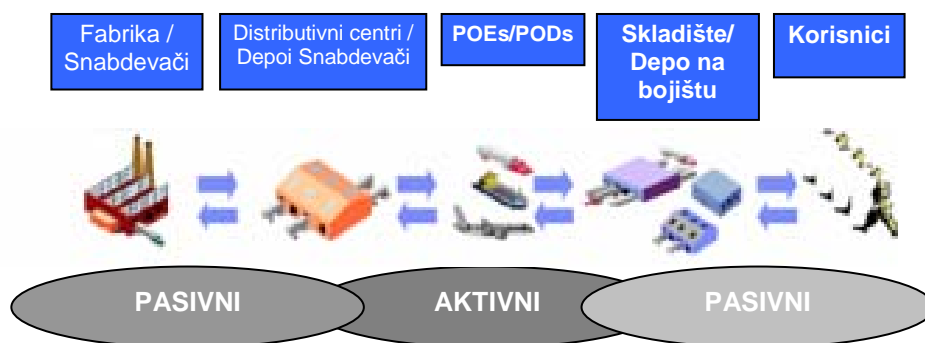 Fabrika /
Snabdevači
Distributivni centri /
Depoi Snabdevači
POEs/PODs
Skladište/
Depo na
bojištu
Korisnici
PASIVNI
AKTIVNI
PASIVNI